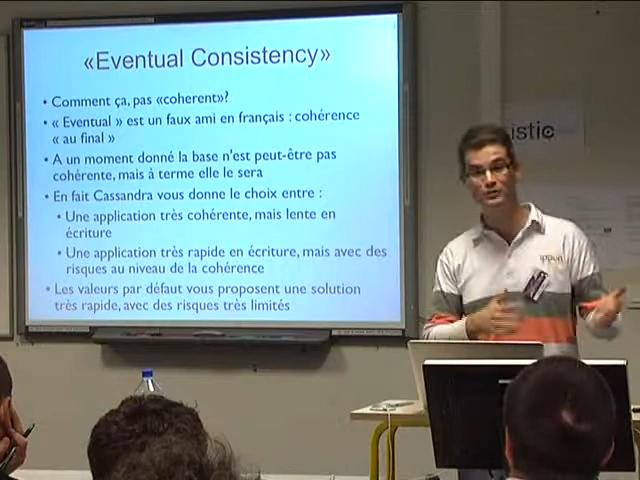 «Eventual Consistency»
• Comment ça, pas «coherent»?
• « Eventual » est un faux ami en français : cohérence
« au final »
• A un moment donné la base n'est peut-être pas
cohérente, mais à terme elle le sera
• En fait Cassandra vous donne le choix entre :
• Une application très cohérente, mais lente en
écriture
• Une application très rapide en écriture, mais avec des
risques au niveau de la cohérence
• Les valeurs par défaut vous proposent une solution
très rapide, avec des risques très limités
istic
ippon